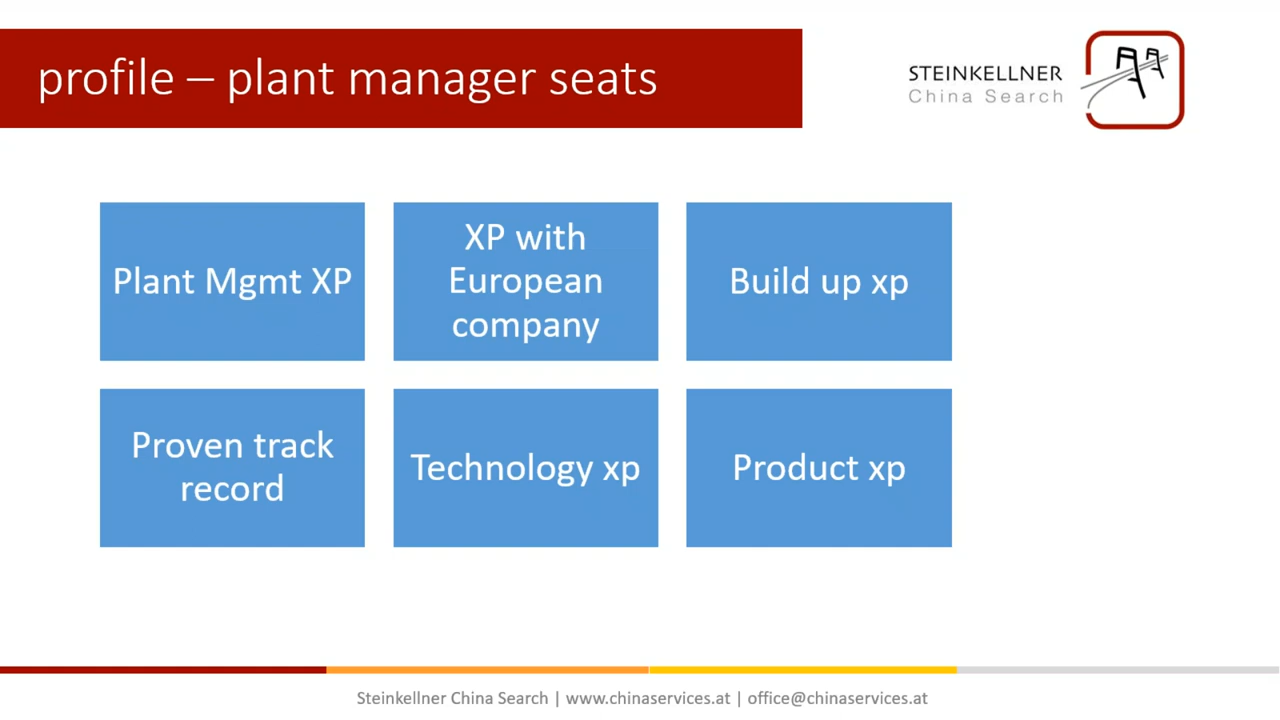 profile – plant manager seats
STEINKELLNER
China Search
Plant Mgmt XP
XP with
European
company
Build up xp
Proven track
record
Technology xp
Product xp
Steinkellner China Search | www.chinaservices.at | office@chinaservices.at